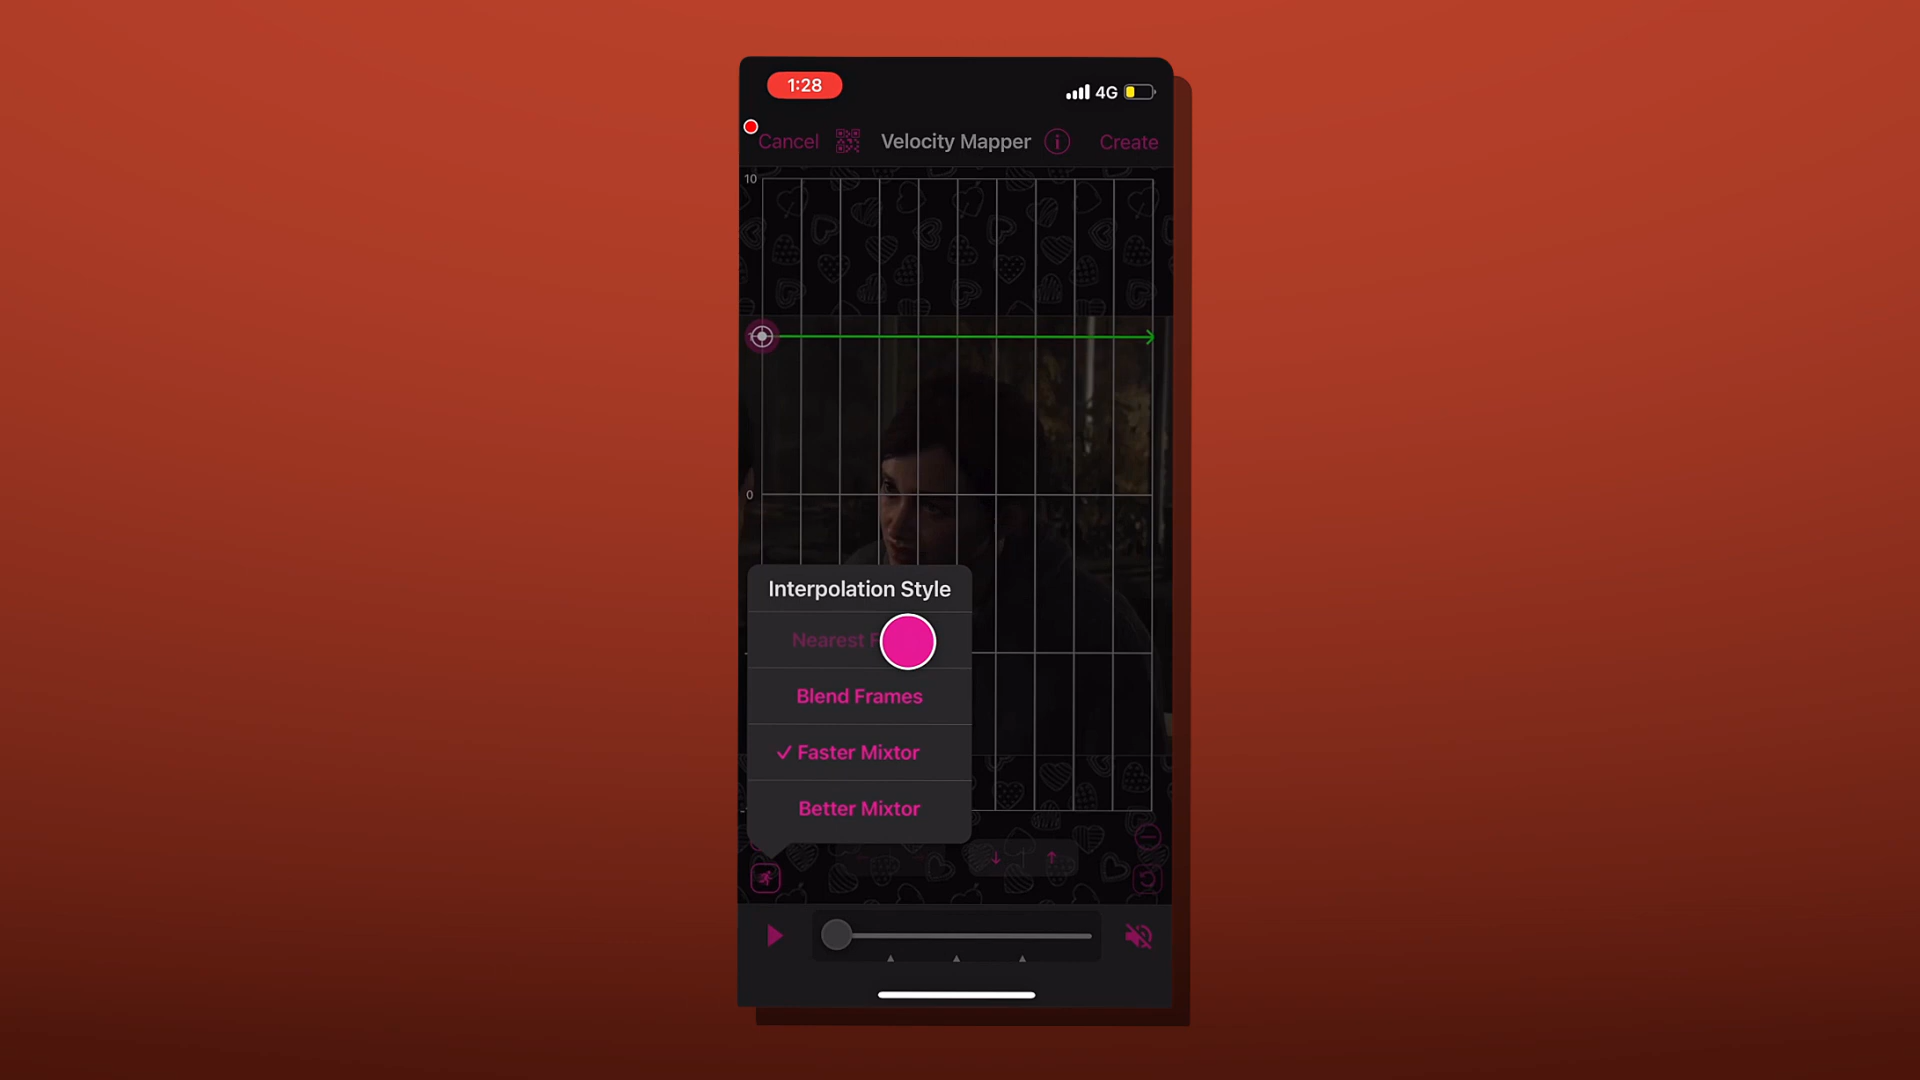 1:28
4G
Cancel
Velocity Mapper
Create
10
0
Interpolation Style
Nearest
Blend Frames
✓ Faster Mixtor
Better Mixtor